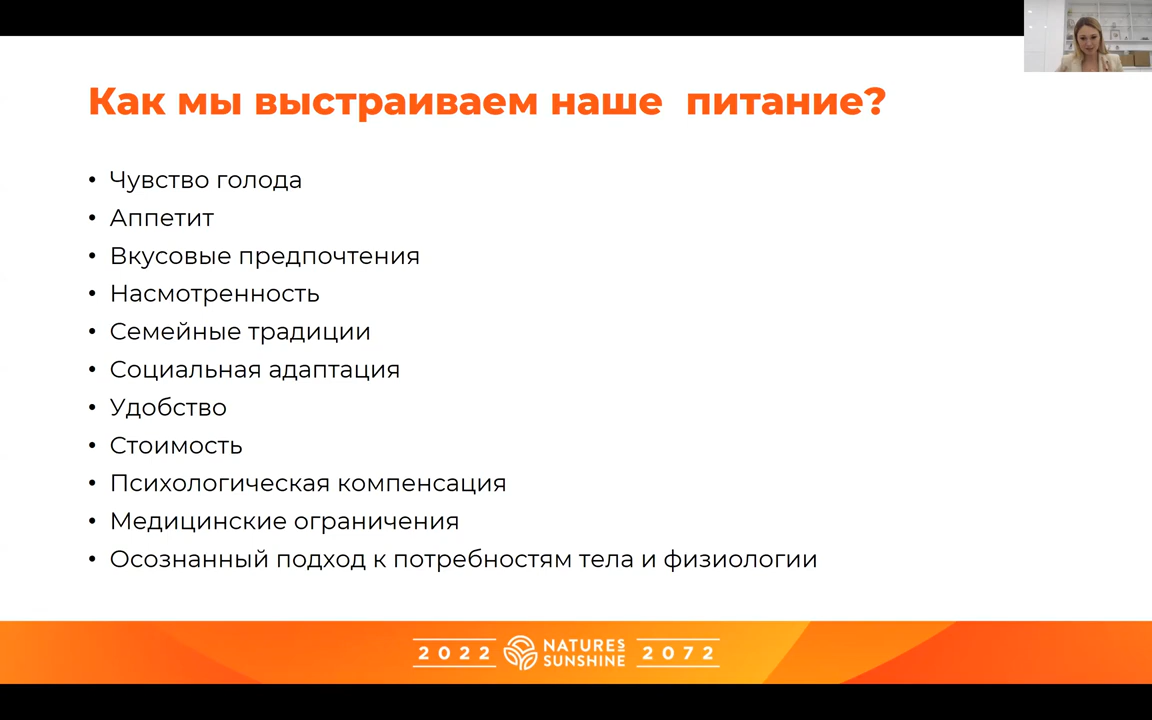 Как мы выстраиваем наше  питание?
• Чувство голода
• Аппетит
• Вкусовые предпочтения
• Насмотренность
• Семейные традиции
• Социальная адаптация
• Удобство
• Стоимость
• Психологическая компенсация
• Медицинские ограничения
• Осознанный подход к потребностям тела и физиологии
2022 NATURES SUNSHINE 2072